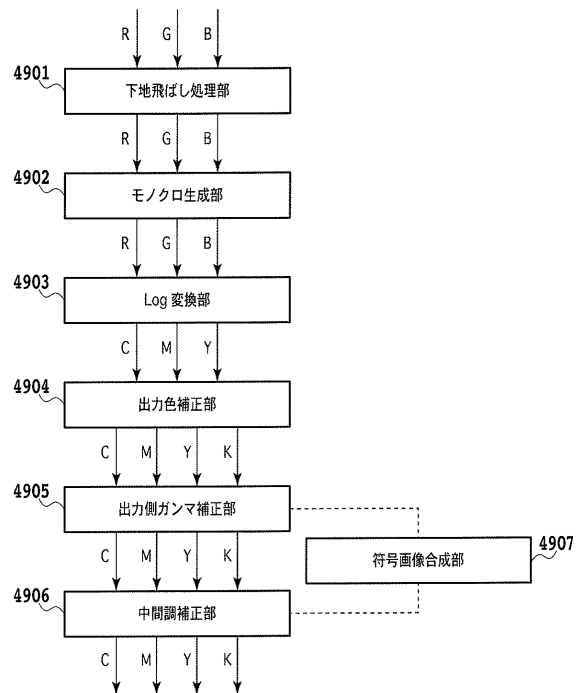 R G B
4901
下地飛ばし処理部
R G B
4902
モノクロ生成部
R G B
4903
Log 変換部
C M Y
4904
出力色補正部
C M Y K
4905
出力側ガンマ補正部
C M Y K
符号画像合成部
4907
4906
中間調補正部
C M Y K